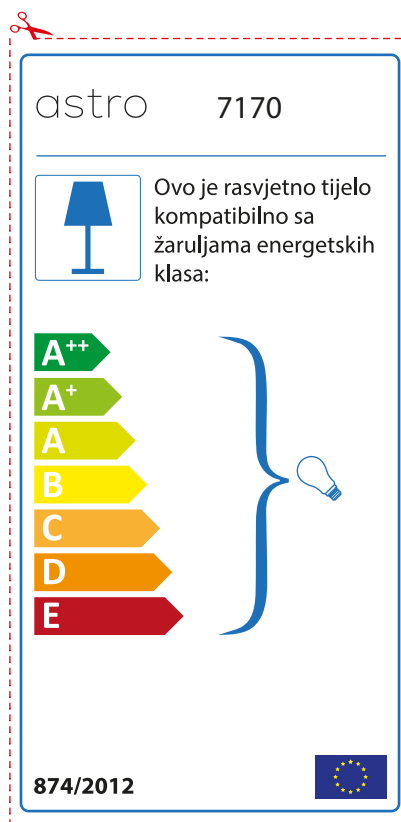 astro 7170
Ovo je rasvjetno tijelo
kompatibilno sa
žaruljama energetskih
klasa:
A++
A+
A
B
C
D
E
874/2012